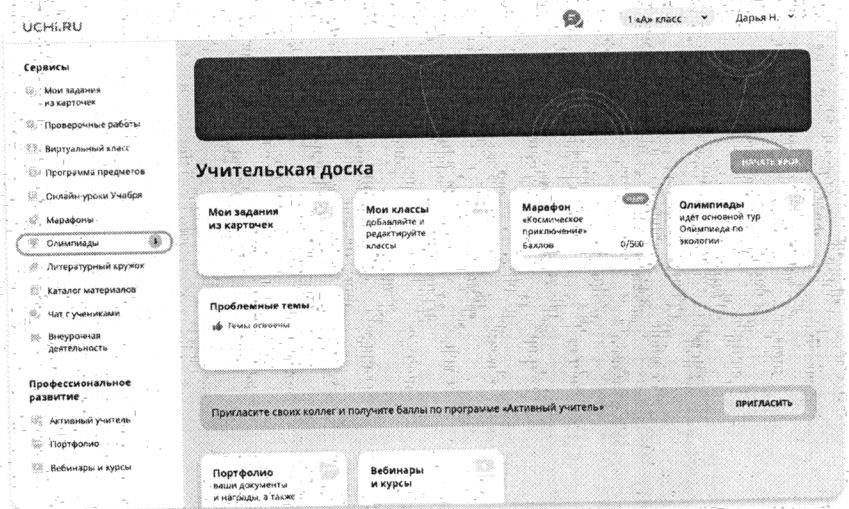 UCHi.RU
1 «А» класс
Дарья Н.
Сервисы
Мои задания
из карточек
Проверочные работы
Виртуальный класс
Программа предметов
Онлайн-уроки Учабря
Марафоны
Олимпиады
Литературный кружок
Каталог материалов
Чат с учениками
Внеурочная
деятельность
Профессиональное
развитие
Активный учитель
Портфолио
Вебинары и курсы
Учительская доска
НАЧАТЬ УРОК
Мои задания
из карточек
Мои классы
добавляйте и
редактируйте
классы
Марафон
«Космическое
приключение»
Баллов 0/500
Олимпиады
идёт основной тур
Олимпиада по
экологии
Проблемные темы
Темы освоены
Пригласите своих коллег и получите баллы по программе «Активный учитель»
ПРИГЛАСИТЬ
Портфолио
ваши документы
и награды, а также
Вебинары
и курсы